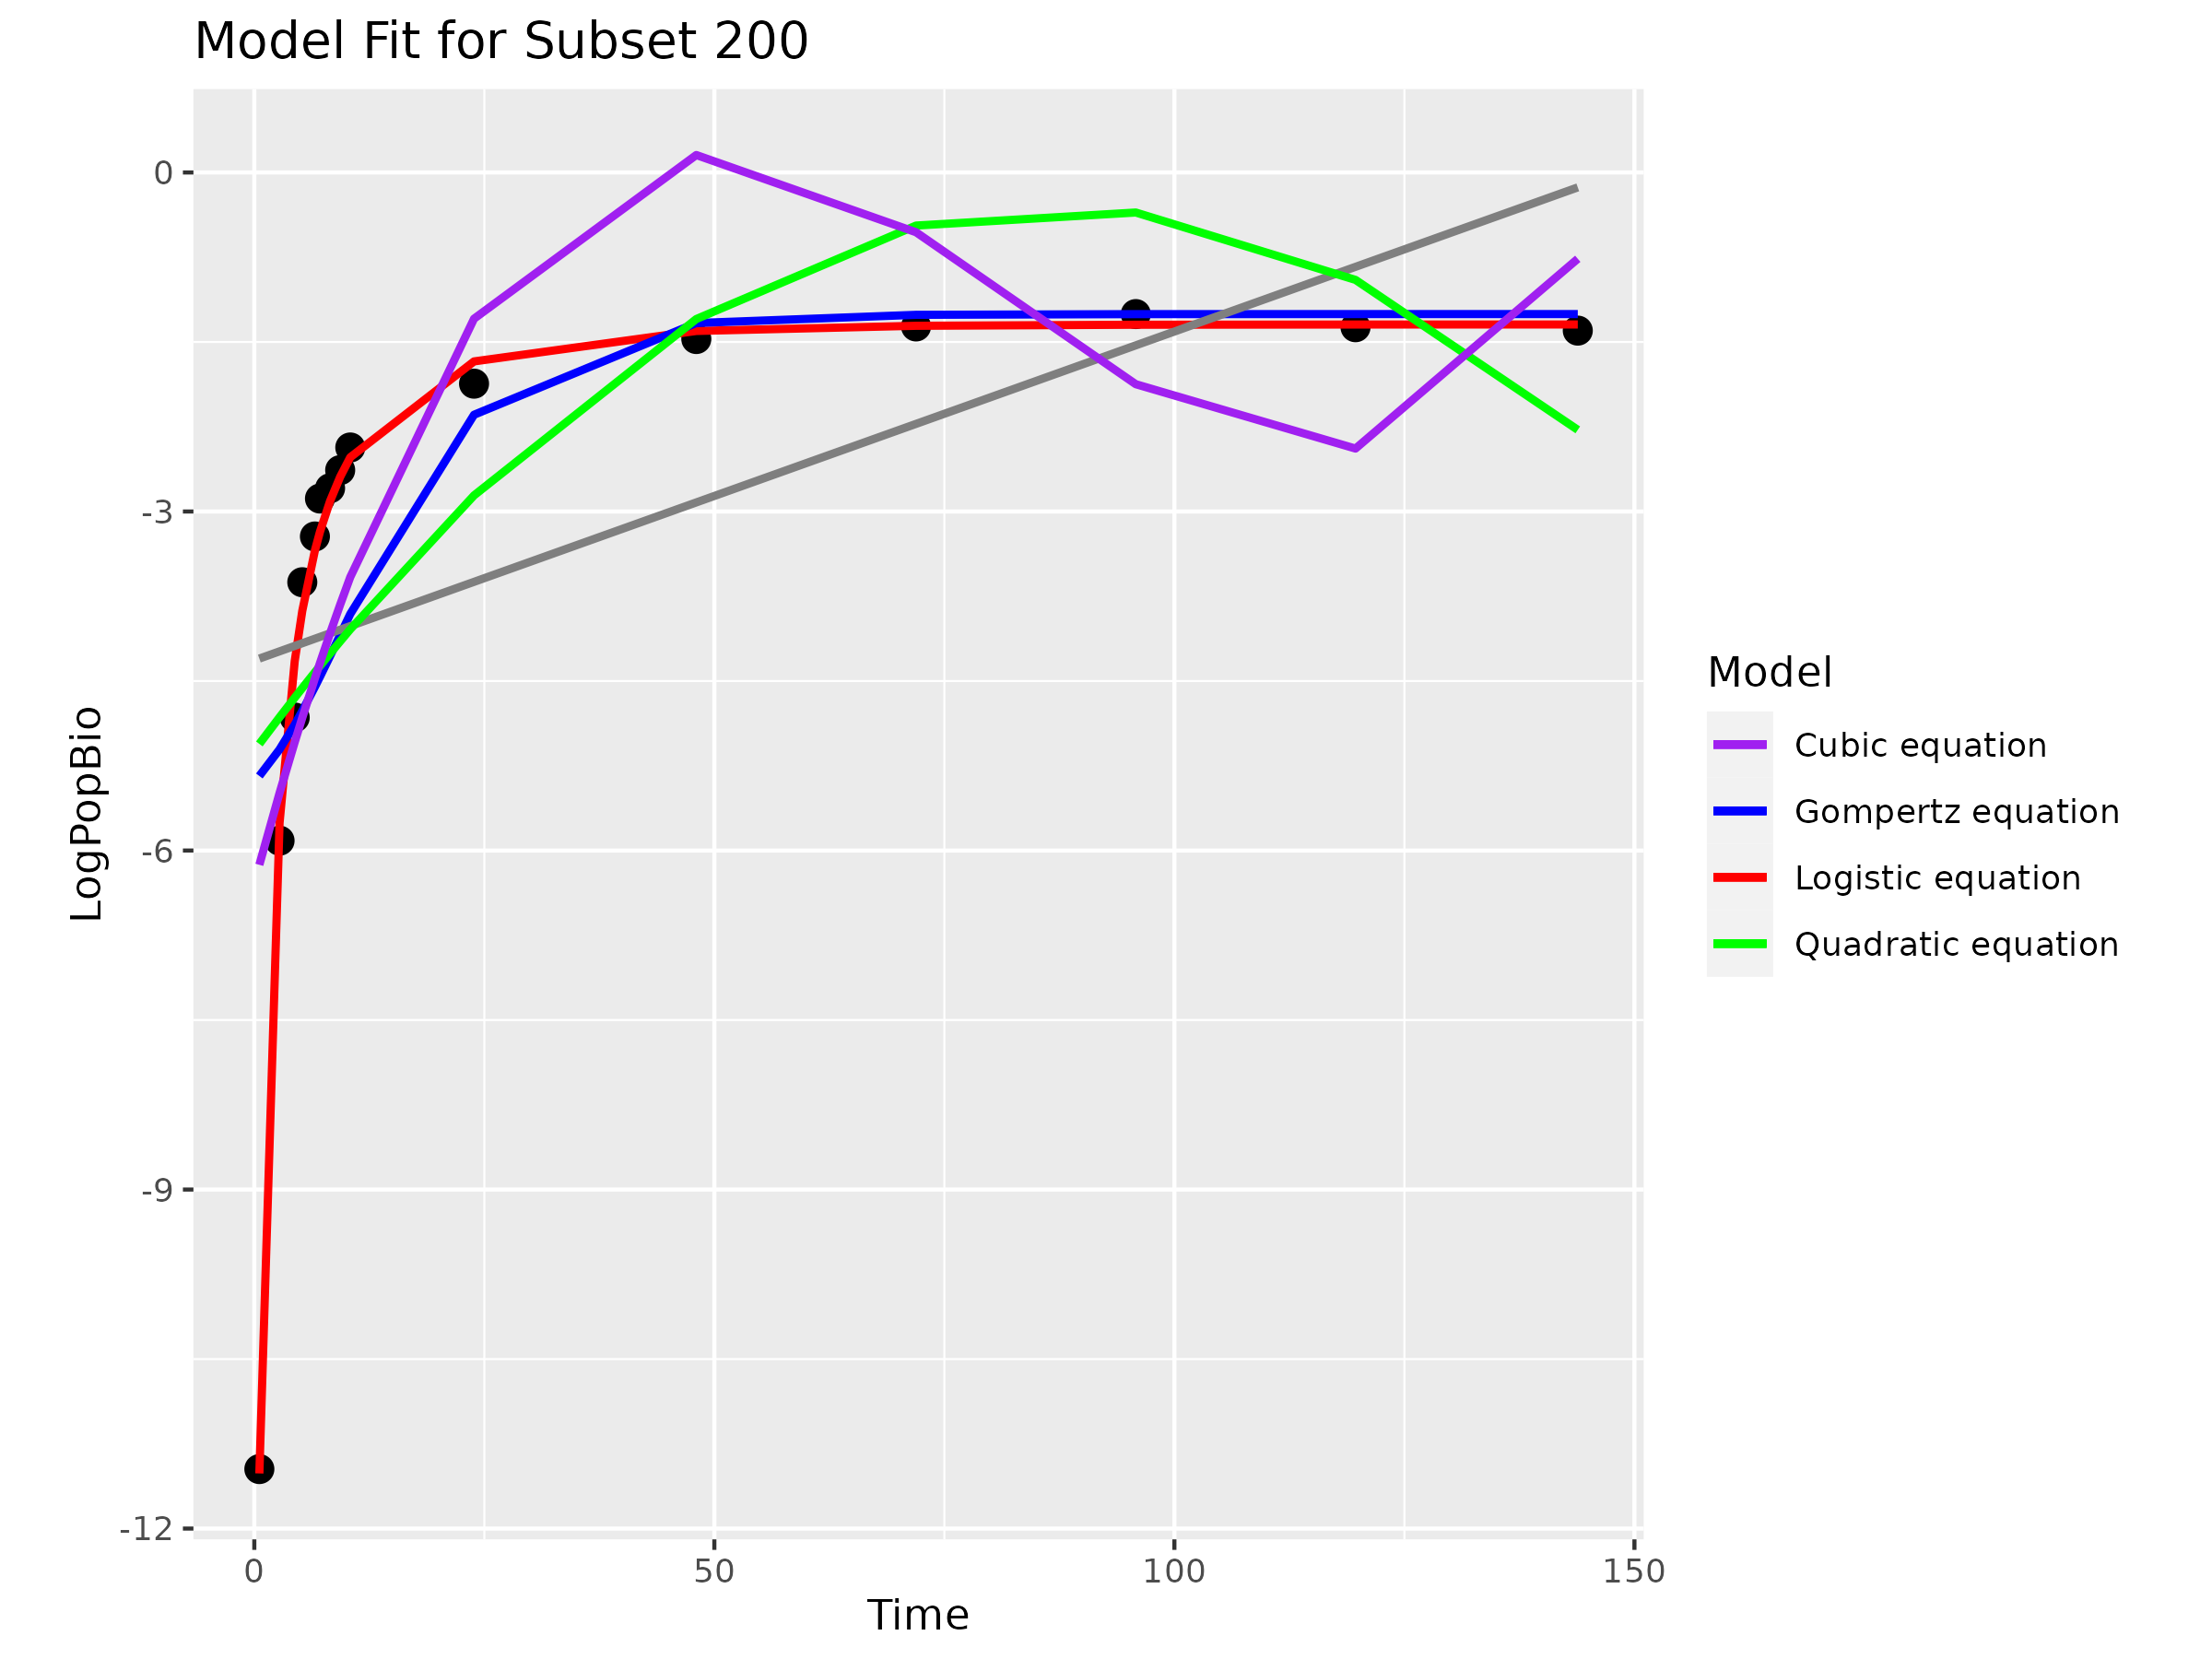 Model Fit for Subset 200
0
-3
-6
-9
-12
LogPopBio
0 50 100 150
Time
Model
Cubic equation
Gompertz equation
Logistic equation
Quadratic equation